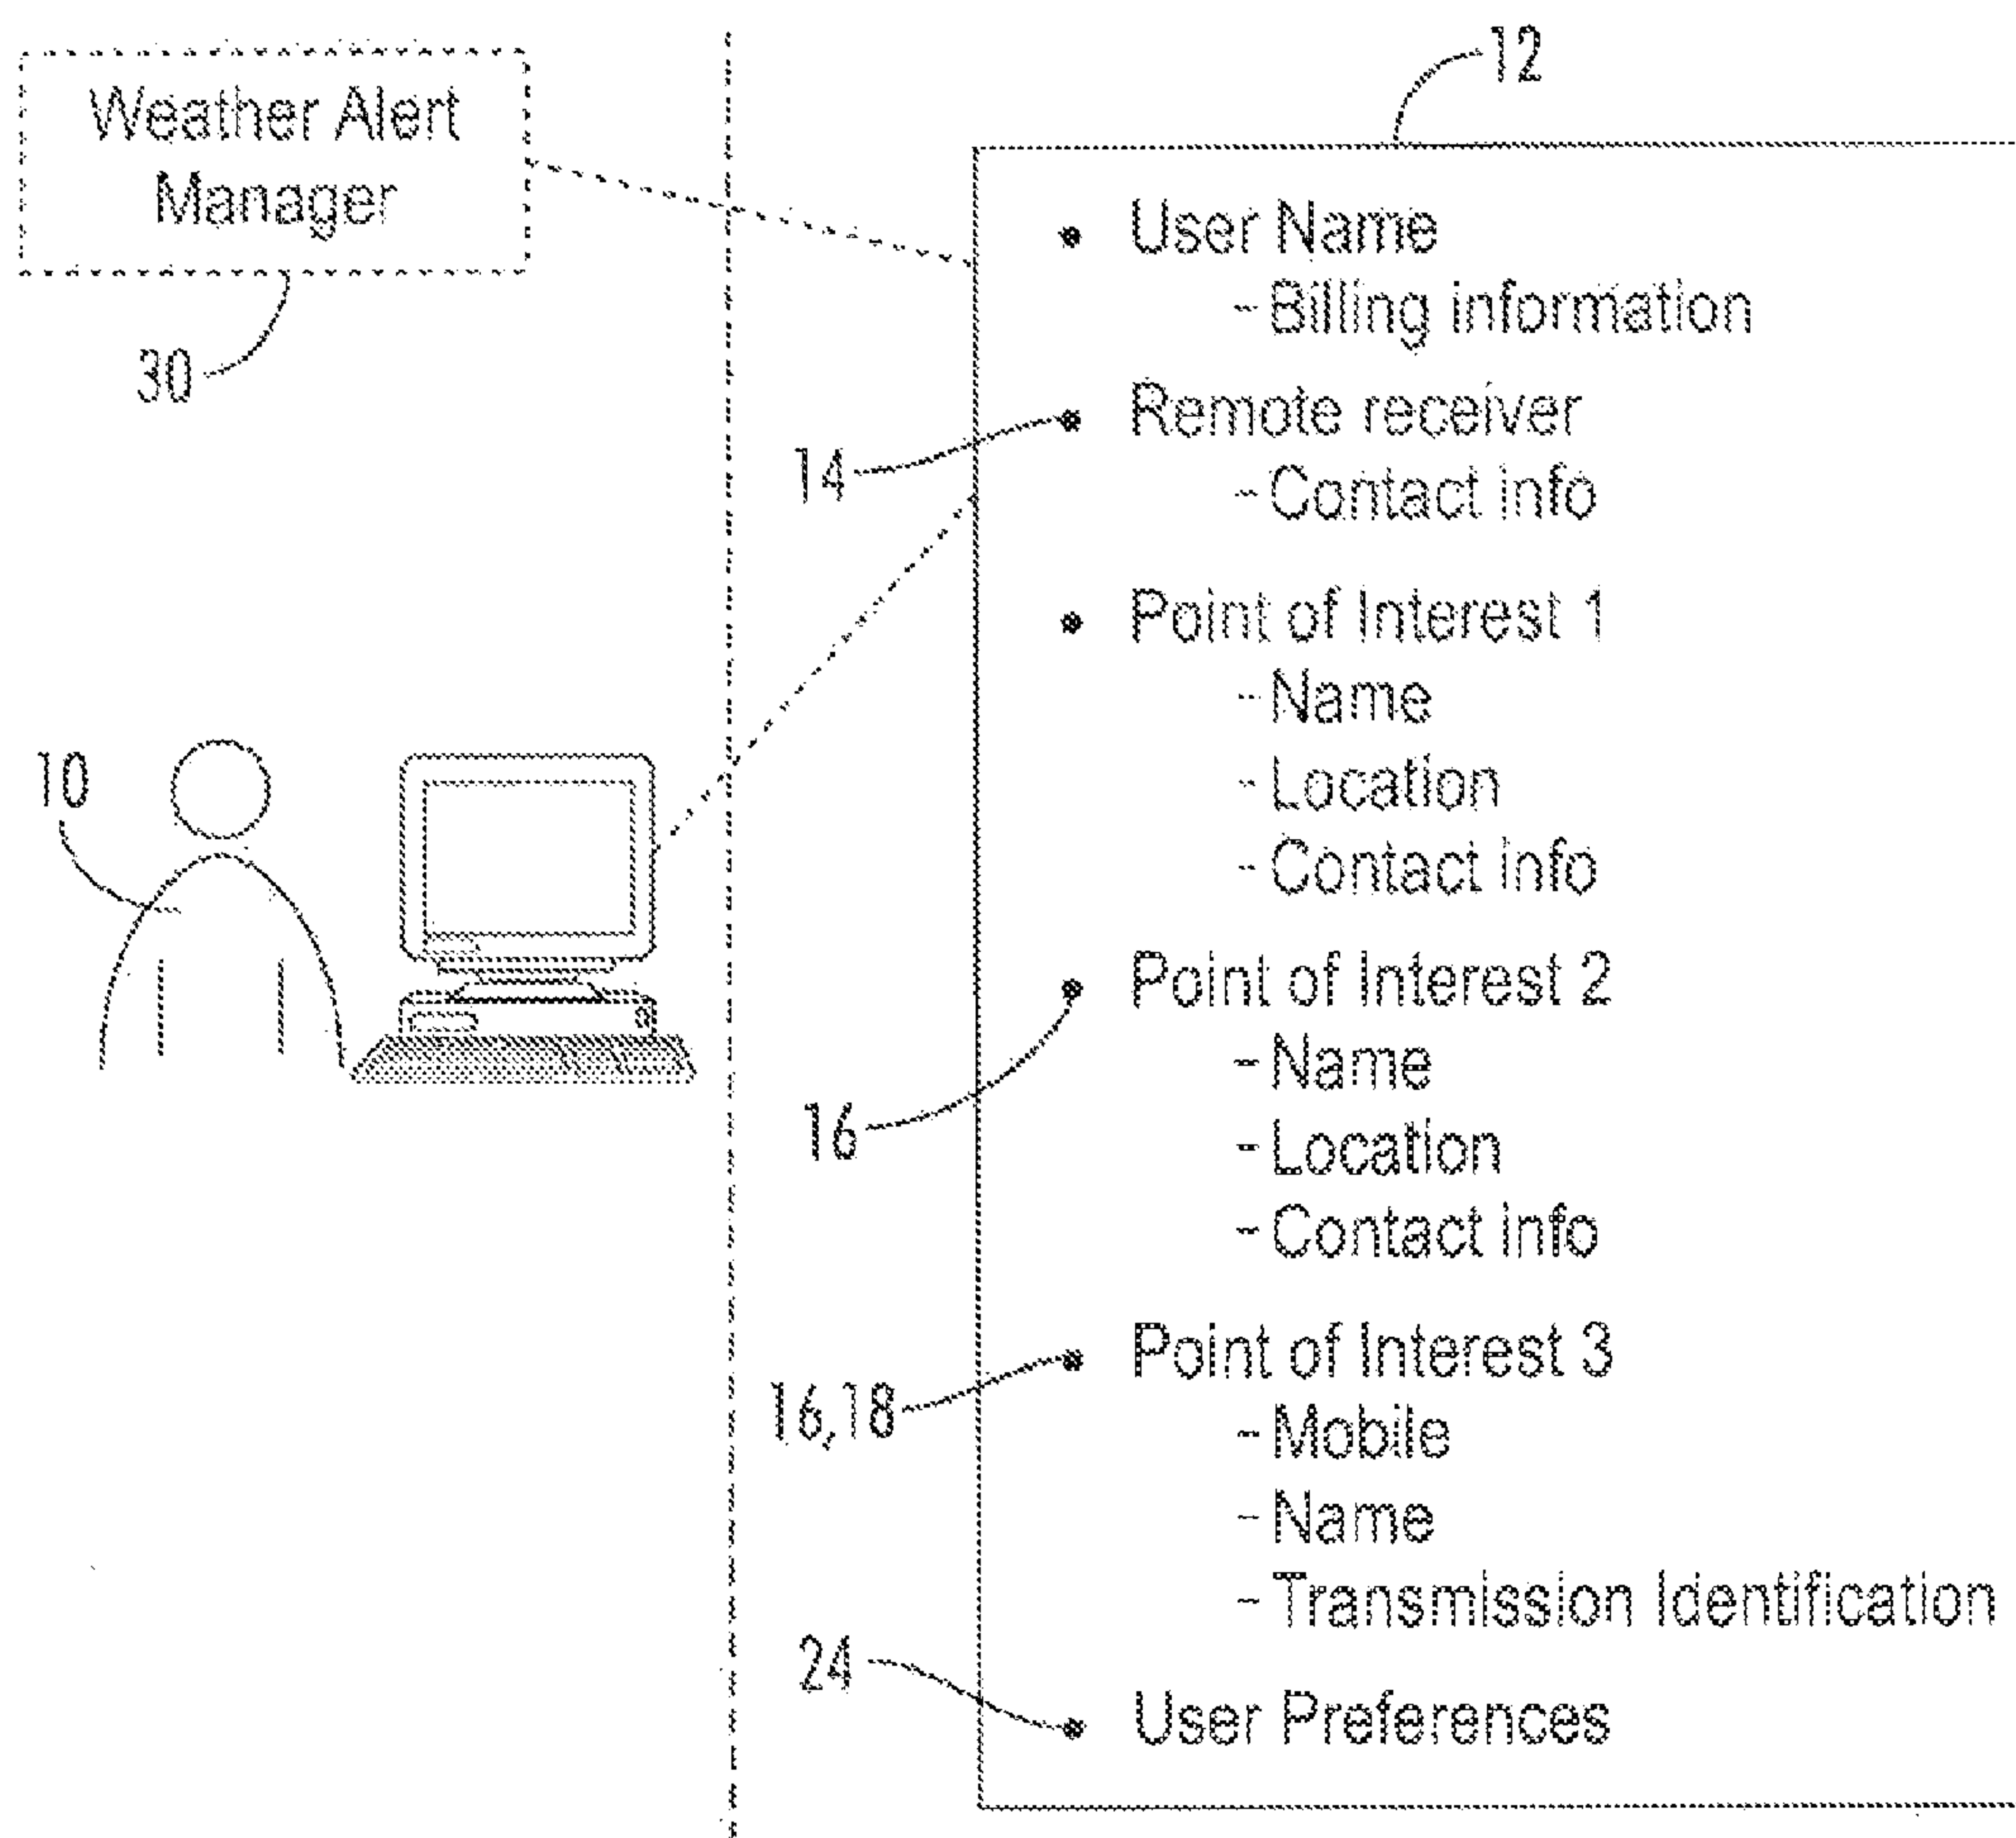 Weather Alert
Manager
30
10
12
• User Name
- Billing information
14
• Remote receiver
- Contact info
• Point of Interest 1
- Name
- Location
- Contact info
16
• Point of Interest 2
- Name
- Location
- Contact info
16,18
• Point of Interest 3
- Mobile
- Name
- Transmission Identification
24
• User Preferences